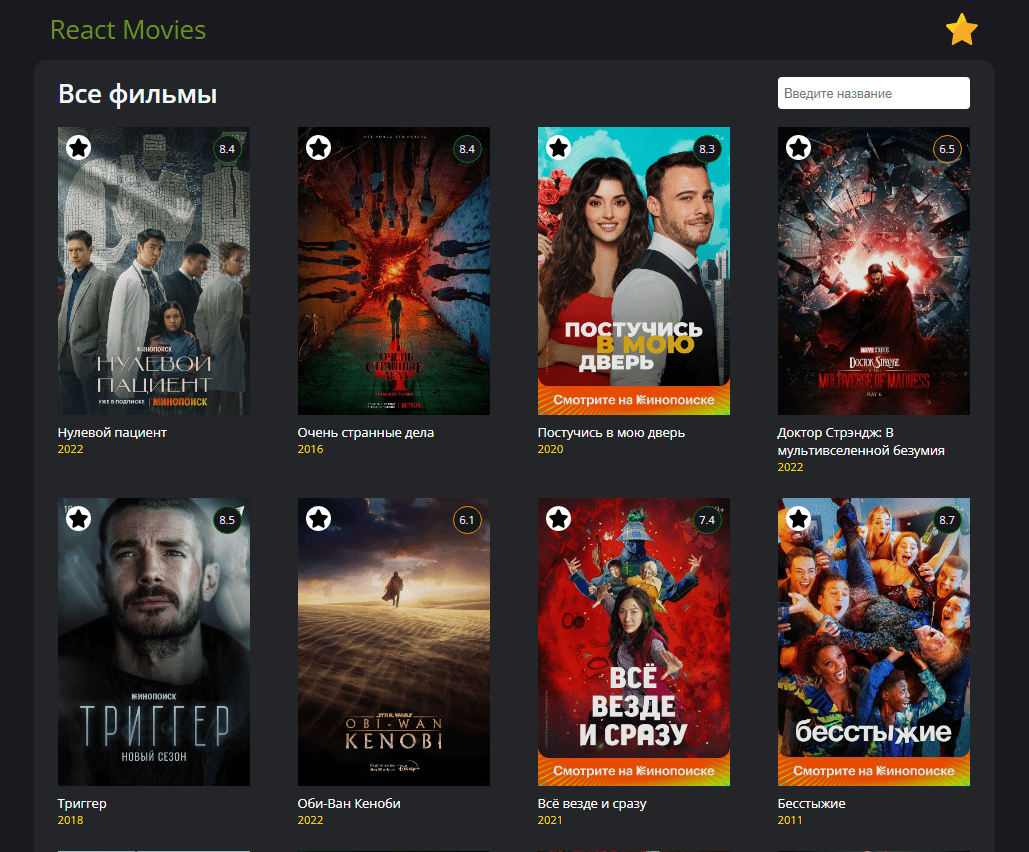 React Movies
Все фильмы
Введите название
8.4
8.4
8.3
6.5
КИНОПОИСК
НУЛЕВОЙ
ПАЦИЕНТ
УЖЕ В ПОДПИСКЕ | КИНОПОИСК
ОЧЕНЬ
СТРАННЫЕ
ДЕЛА
ПОСТУЧИСЬ
В МОЮ
ДВЕРЬ
Смотрите на Кинопоиске
MARVEL STUDIOS
DOCTOR STRANGE
MULTIVERSE OF MADNESS
MAY 6
Нулевой пациент
2022
Очень странные дела
2016
Постучись в мою дверь
2020
Доктор Стрэндж: В
мультивселенной безумия
2022
8.5
6.1
7.4
8.7
КИНОПОИСК
ТРИГГЕР
НОВЫЙ СЕЗОН
STAR WARS
OBI-WAN
KENOBI
Disney+
ВСЁ
ВЕЗДЕ
И СРАЗУ
Смотрите на Кинопоиске
бесстыжие
Смотрите на Кинопоиске
Триггер
2018
Оби-Ван Кеноби
2022
Всё везде и сразу
2021
Бесстыжие
2011